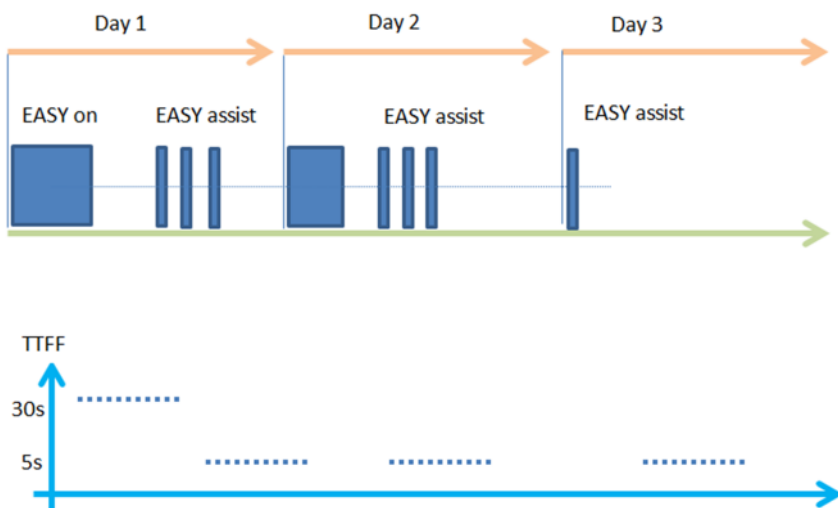 Day 1
Day 2
Day 3
EASY on
EASY assist
EASY assist
EASY assist
TTFF
30s
5s